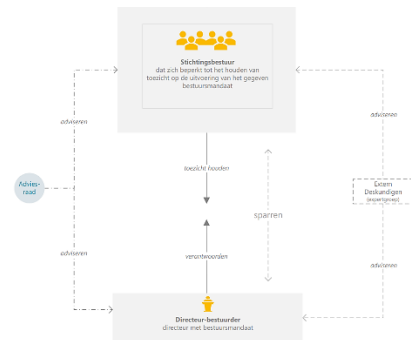 Stichtingsbestuur
dat zich beperkt tot het houden van
toezicht op de uitvoering van het gegeven
bestuursmandaat
adviseren
adviseren
toezicht houden
Advies-
raad
Extern
Deskundigen
(expertgroep)
sparren
adviseren
verantwoorden
adviseren
Directeur-bestuurder
directeur met bestuursmandaat